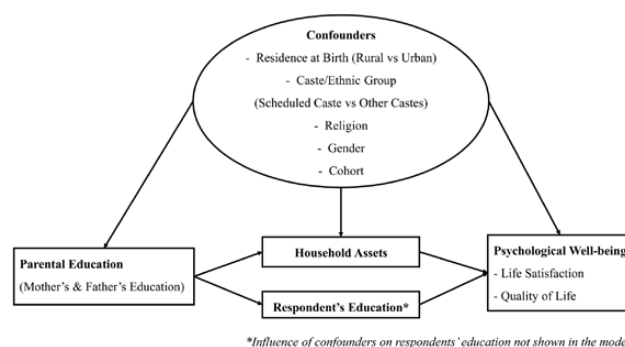 Confounders
- Residence at Birth (Rural vs Urban)
- Caste/Ethnic Group
(Scheduled Caste vs Other Castes)
- Religion
- Gender
- Cohort
Parental Education
(Mother's & Father's Education)
Household Assets
Respondent's Education*
Psychological Well-being
- Life Satisfaction
- Quality of Life
*Influence of confounders on respondents' education not shown in the mode